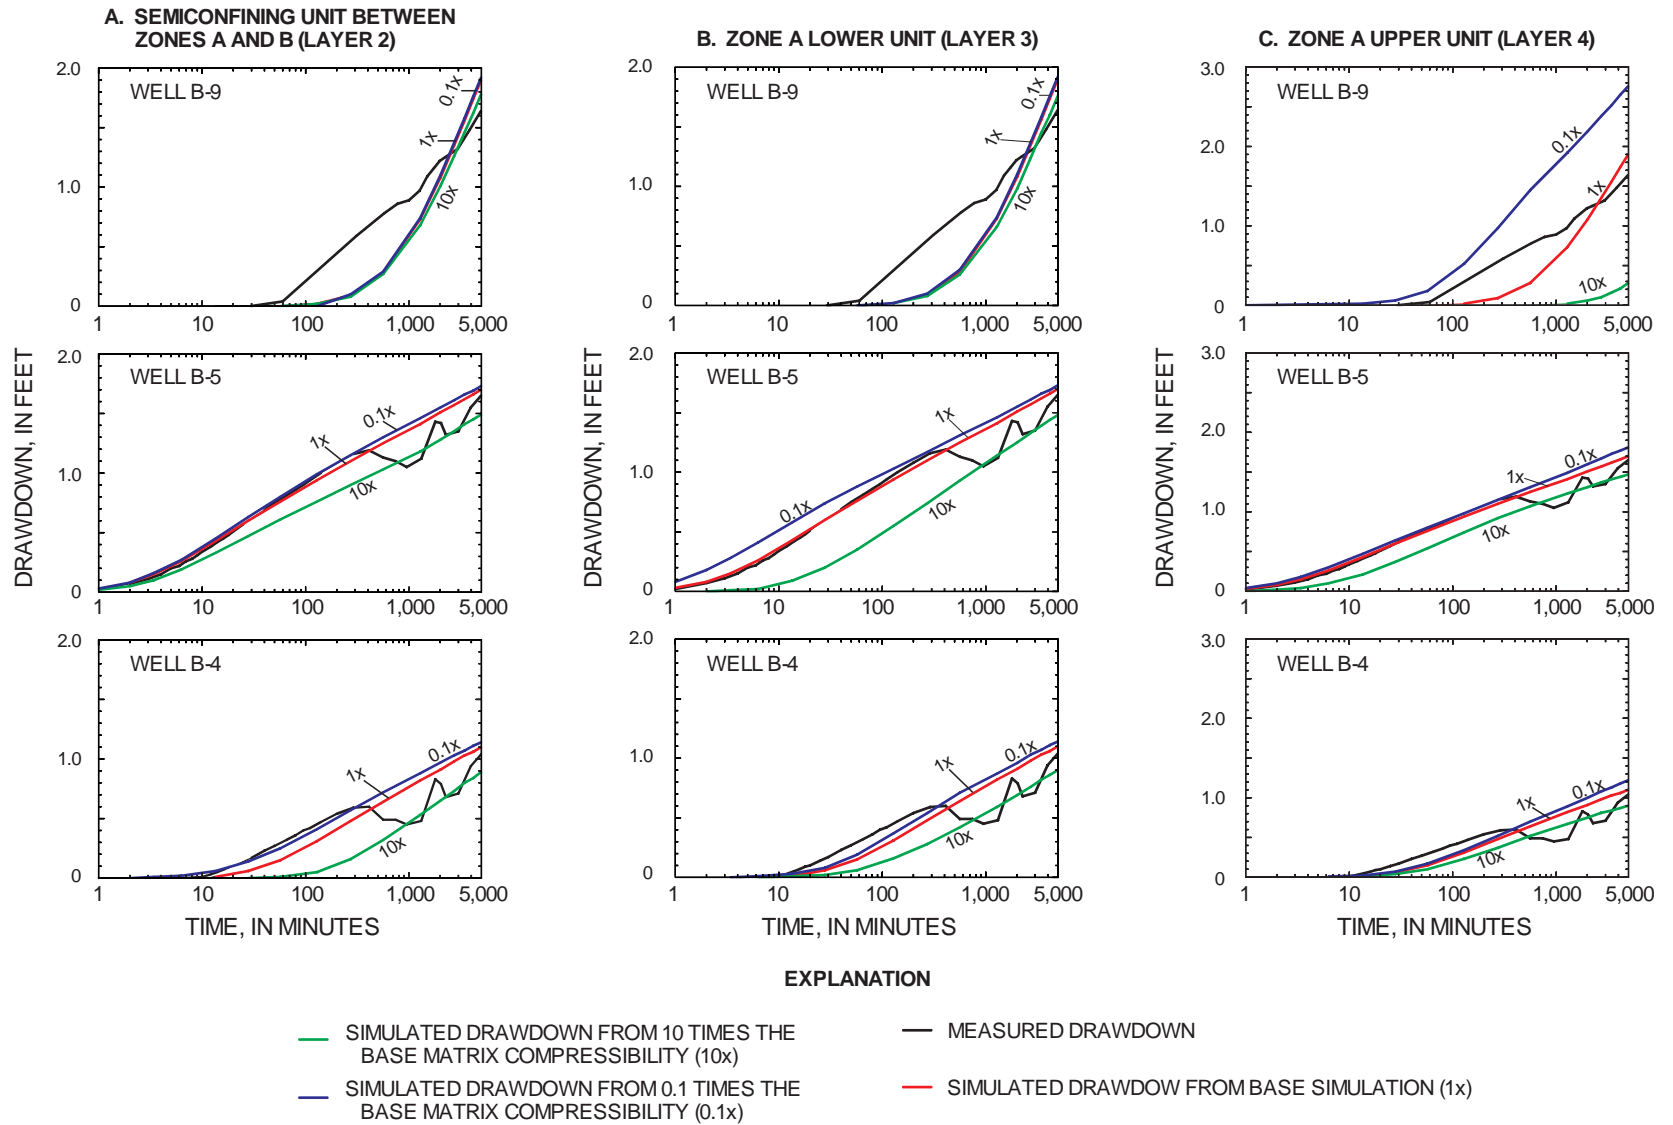 A. SEMICONFINING UNIT BETWEEN
ZONES A AND B (LAYER 2)
B. ZONE A LOWER UNIT (LAYER 3)
C. ZONE A UPPER UNIT (LAYER 4)
2.0
1.0
0
WELL B-9
0.1x
1x
10x
1 10 100 1,000 5,000
2.0
1.0
0
WELL B-9
0.1x
1x
10x
1 10 100 1,000 5,000
3.0
2.0
1.0
0
WELL B-9
0.1x
1x
10x
1 10 100 1,000 5,000
DRAWDOWN, IN FEET
2.0
1.0
0
WELL B-5
0.1x
1x
10x
1 10 100 1,000 5,000
DRAWDOWN, IN FEET
2.0
1.0
0
WELL B-5
1x
0.1x
10x
1 10 100 1,000 5,000
DRAWDOWN, IN FEET
3.0
2.0
1.0
0
WELL B-5
0.1x
1x
10x
1 10 100 1,000 5,000
2.0
1.0
0
WELL B-4
0.1x
1x
10x
1 10 100 1,000 5,000
TIME, IN MINUTES
2.0
1.0
0
WELL B-4
0.1x
1x
10x
1 10 100 1,000 5,000
TIME, IN MINUTES
3.0
2.0
1.0
0
WELL B-4
0.1x
1x
10x
1 10 100 1,000 5,000
TIME, IN MINUTES
EXPLANATION
SIMULATED DRAWDOWN FROM 10 TIMES THE
BASE MATRIX COMPRESSIBILITY (10x)
SIMULATED DRAWDOWN FROM 0.1 TIMES THE
BASE MATRIX COMPRESSIBILITY (0.1x)
MEASURED DRAWDOWN
SIMULATED DRAWDOW FROM BASE SIMULATION (1x)